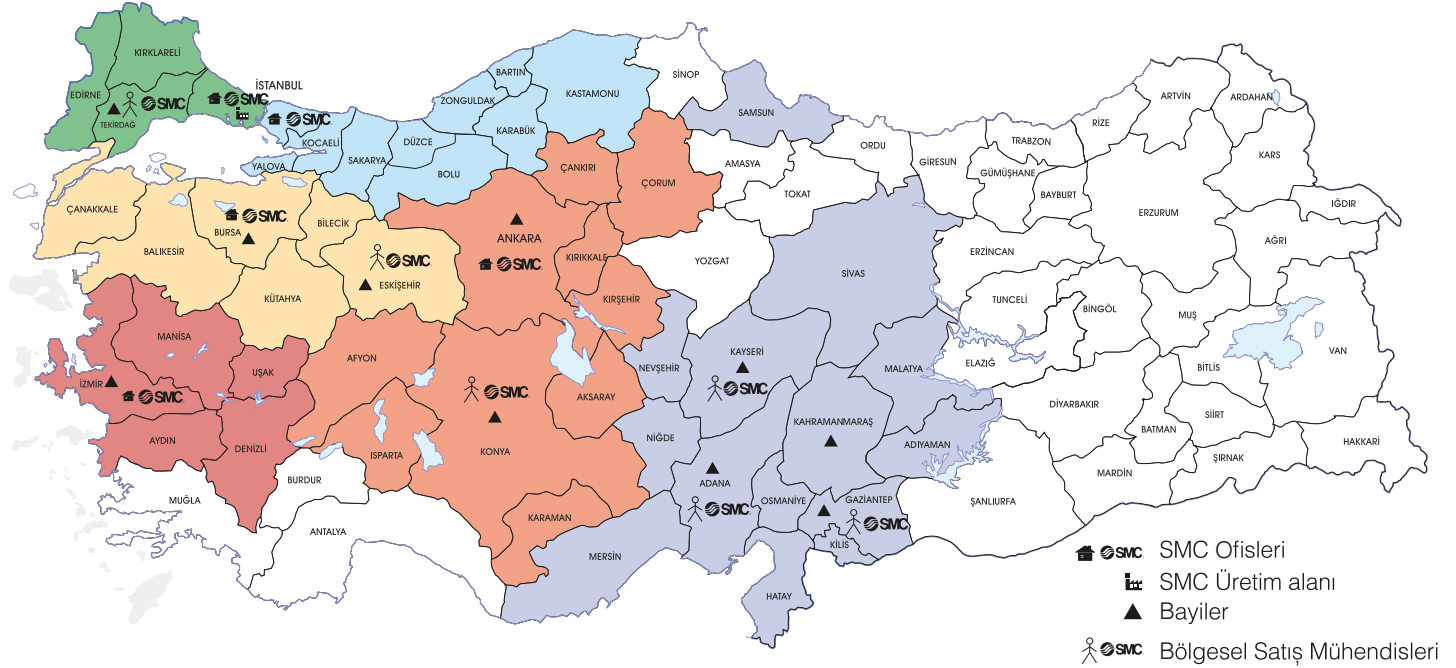 KIRKLARELİ
EDİRNE
TEKİRDAĞ
SMC
İSTANBUL
SMC
SMC
KOCAELİ
YALOVA
SAKARYA
DÜZCE
BOLU
ZONGULDAK
BARTIN
KARABÜK
KASTAMONU
SİNOP
SAMSUN
ÇANKIRI
ÇORUM
AMASYA
TOKAT
ORDU
GİRESUN
TRABZON
GÜMÜŞHANE
BAYBURT
RİZE
ARTVİN
ARDAHAN
KARS
IĞDIR
ERZURUM
AĞRI
ÇANAKKALE
BALIKESİR
SMC
BURSA
BİLECİK
KÜTAHYA
SMC
ESKİŞEHİR
ANKARA
SMC
KIRIKKALE
KIRŞEHİR
YOZGAT
SİVAS
ERZİNCAN
TUNCELİ
BİNGÖL
MUŞ
ELAZIĞ
BİTLİS
VAN
MANİSA
UŞAK
İZMİR
SMC
AYDIN
DENİZLİ
MUĞLA
AFYON
ISPARTA
BURDUR
ANTALYA
SMC
KONYA
AKSARAY
KARAMAN
NEVŞEHİR
KAYSERİ
SMC
NİĞDE
MALATYA
KAHRAMANMARAŞ
ADIYAMAN
ADANA
SMC
OSMANİYE
GAZİANTEP
SMC
KİLİS
MERSİN
HATAY
ŞANLIURFA
DİYARBAKIR
BATMAN
SİİRT
MARDİN
ŞIRNAK
HAKKARİ
SMC SMC Ofisleri
SMC Üretim alanı
Bayiler
SMC Bölgesel Satış Mühendisleri